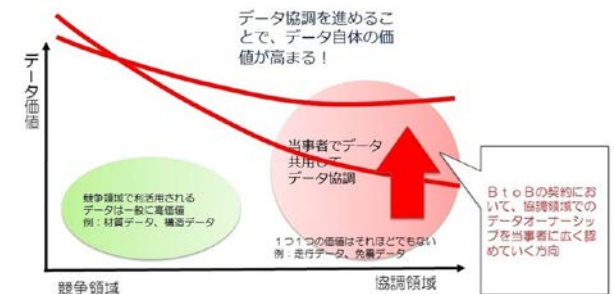 データ協調を進めるこ
とで、データ自体の価
値が高まる！
データ価値
当事者でデータ
共用して
データ協調
競争領域で利活用される
データは一般に高価値
例：材質データ、構造データ
１つ１つの価値はそれほどでもない
例：走行データ、免震データ
ＢｔｏＢの契約にお
いて、協調領域での
データオーナーシッ
プを当事者に広く認
めていく方向
競争領域
協調領域